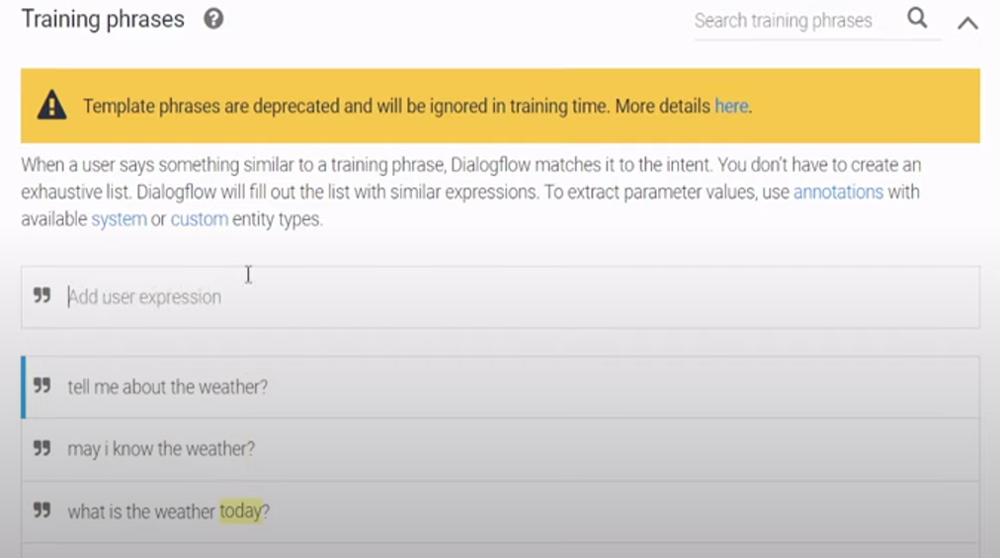 Training phrases
Search training phrases
Template phrases are deprecated and will be ignored in training time. More details here.
When a user says something similar to a training phrase, Dialogflow matches it to the intent. You don't have to create an
exhaustive list. Dialogflow will fill out the list with similar expressions. To extract parameter values, use annotations with
available system or custom entity types.
Add user expression
tell me about the weather?
may i know the weather?
what is the weather today?